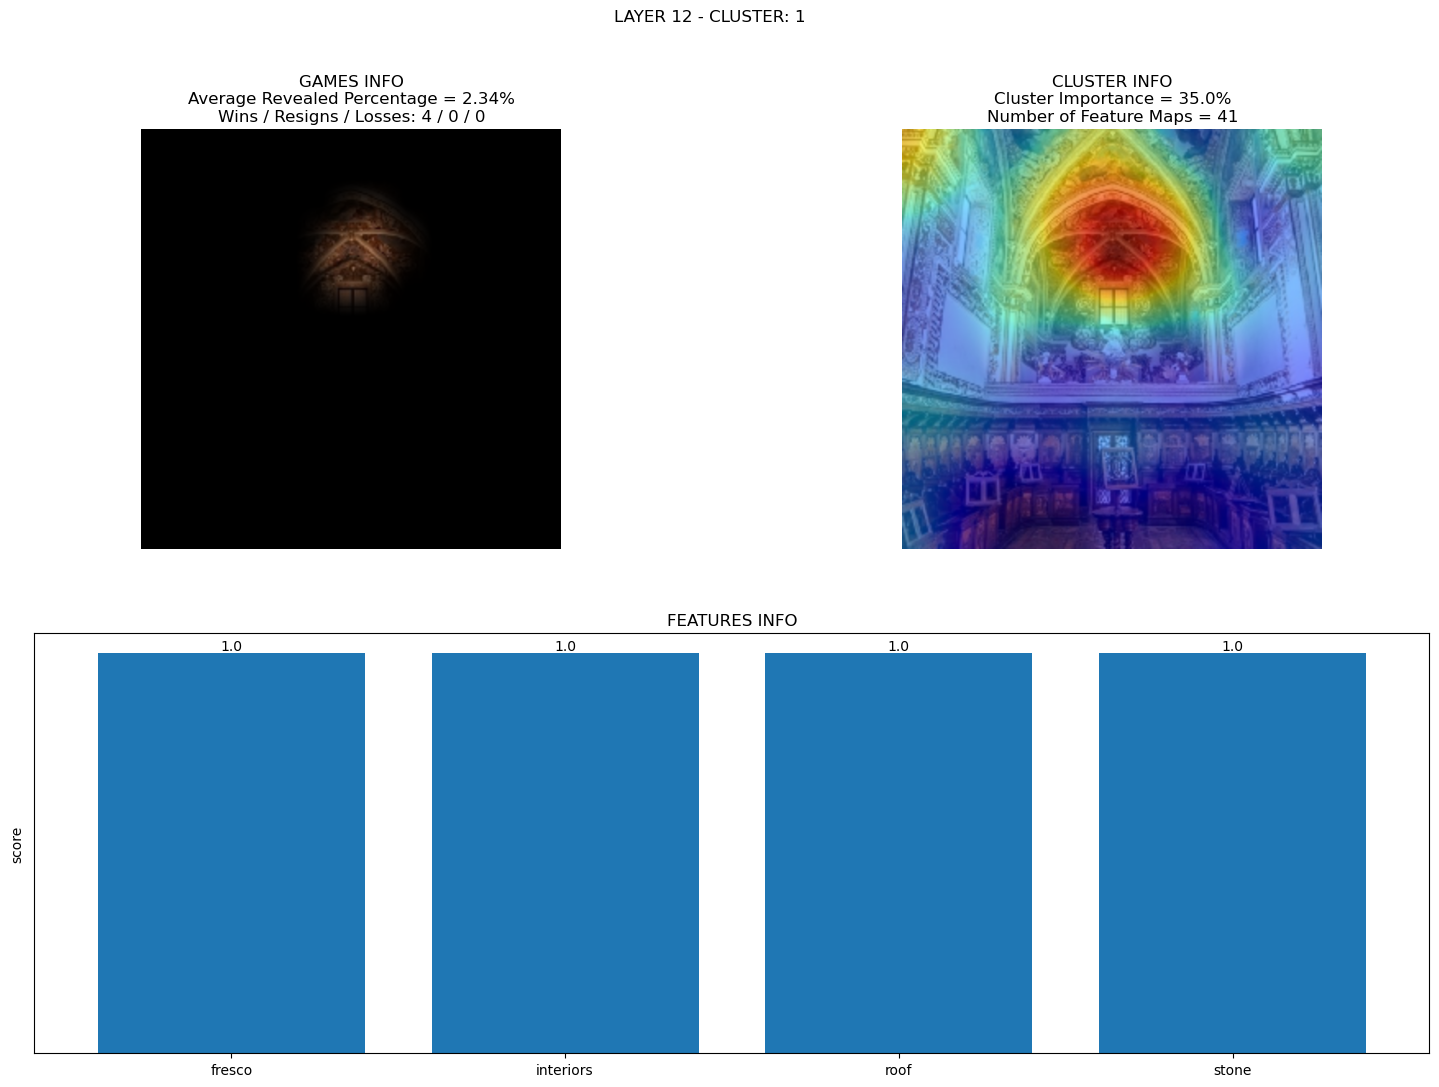 LAYER 12 - CLUSTER: 1
GAMES INFO
Average Revealed Percentage = 2.34%
Wins / Resigns / Losses: 4 / 0 / 0
CLUSTER INFO
Cluster Importance = 35.0%
Number of Feature Maps = 41
FEATURES INFO
1.0 1.0 1.0 1.0
score
fresco interiors roof stone